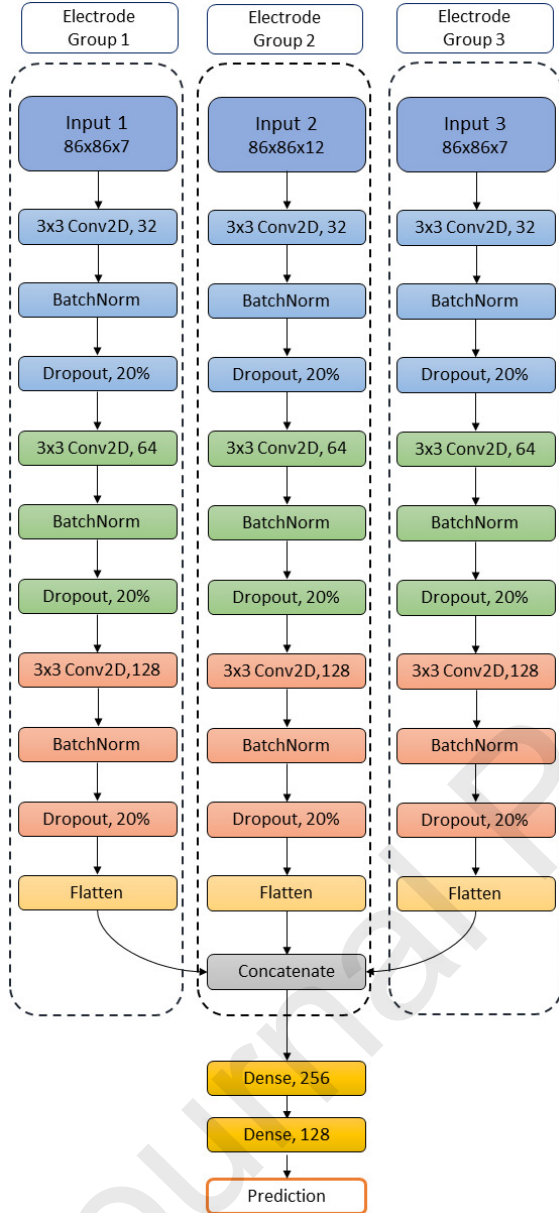 Electrode
Group 1
Electrode
Group 2
Electrode
Group 3
Input 1
86x86x7
Input 2
86x86x12
Input 3
86x86x7
3x3 Conv2D, 32
3x3 Conv2D, 32
3x3 Conv2D, 32
BatchNorm
BatchNorm
BatchNorm
Dropout, 20%
Dropout, 20%
Dropout, 20%
3x3 Conv2D, 64
3x3 Conv2D, 64
3x3 Conv2D, 64
BatchNorm
BatchNorm
BatchNorm
Dropout, 20%
Dropout, 20%
Dropout, 20%
3x3 Conv2D,128
3x3 Conv2D,128
3x3 Conv2D,128
BatchNorm
BatchNorm
BatchNorm
Dropout, 20%
Dropout, 20%
Dropout, 20%
Flatten
Flatten
Flatten
Concatenate
Dense, 256
Dense, 128
Prediction